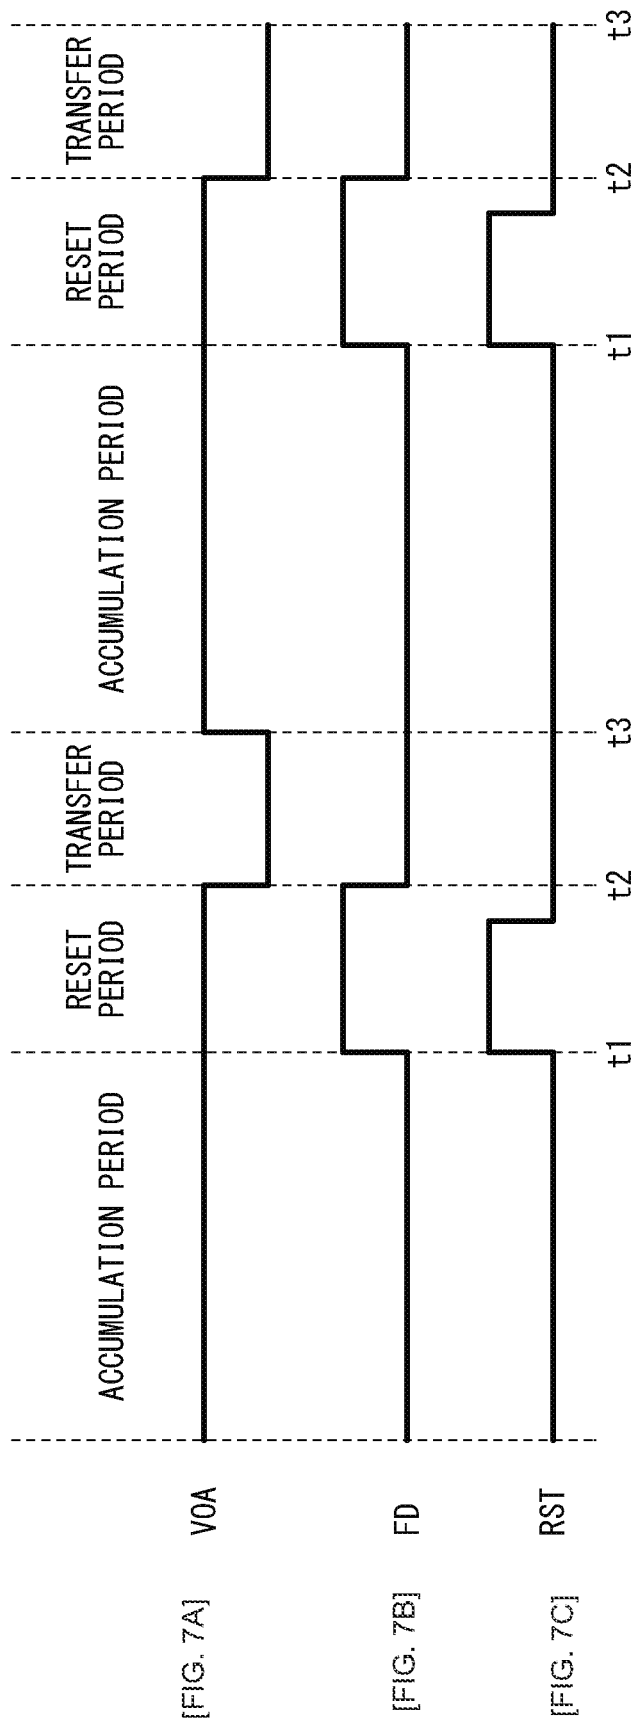 ACCUMULATION PERIOD
RESET
PERIOD
TRANSFER
PERIOD
ACCUMULATION PERIOD
RESET
PERIOD
TRANSFER
PERIOD
[FIG. 7A] VOA
[FIG. 7B] FD
[FIG. 7C] RST
t1 t2 t3 t1 t2 t3